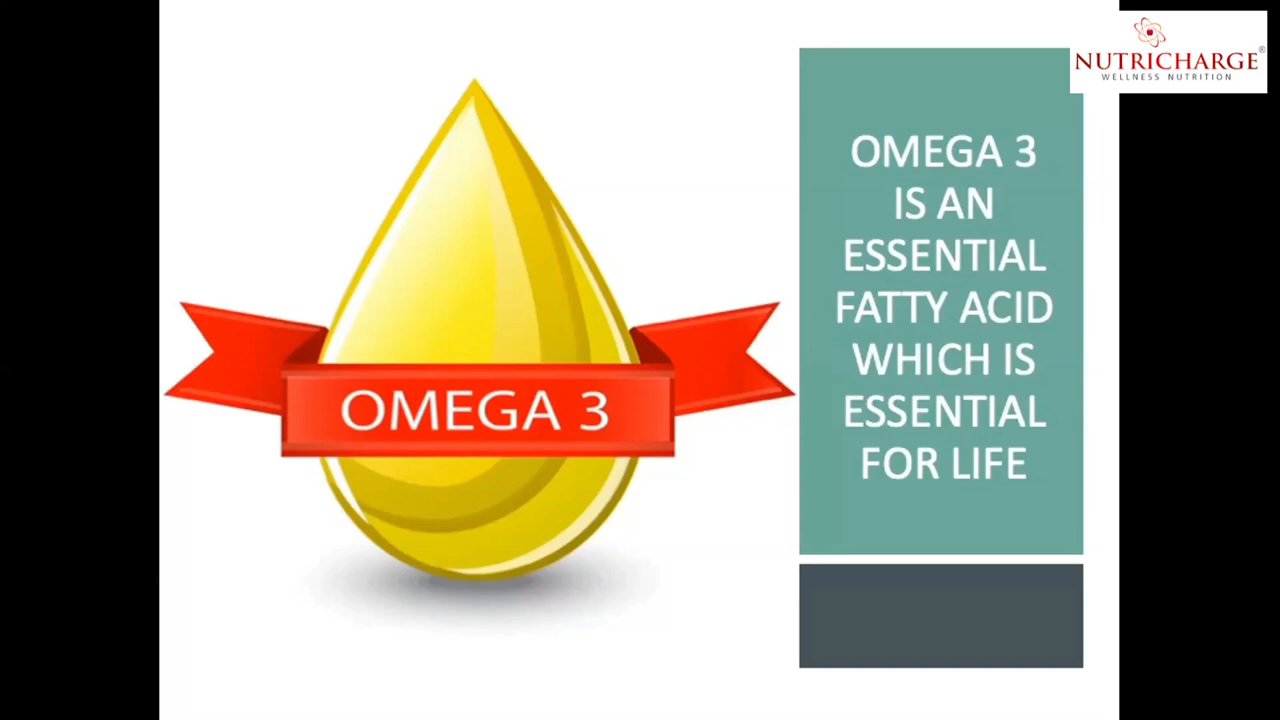 NUTRICHARGE®
WELLNESS NUTRITION
OMEGA 3
IS AN
ESSENTIAL
FATTY ACID
WHICH IS
ESSENTIAL
FOR LIFE
OMEGA 3